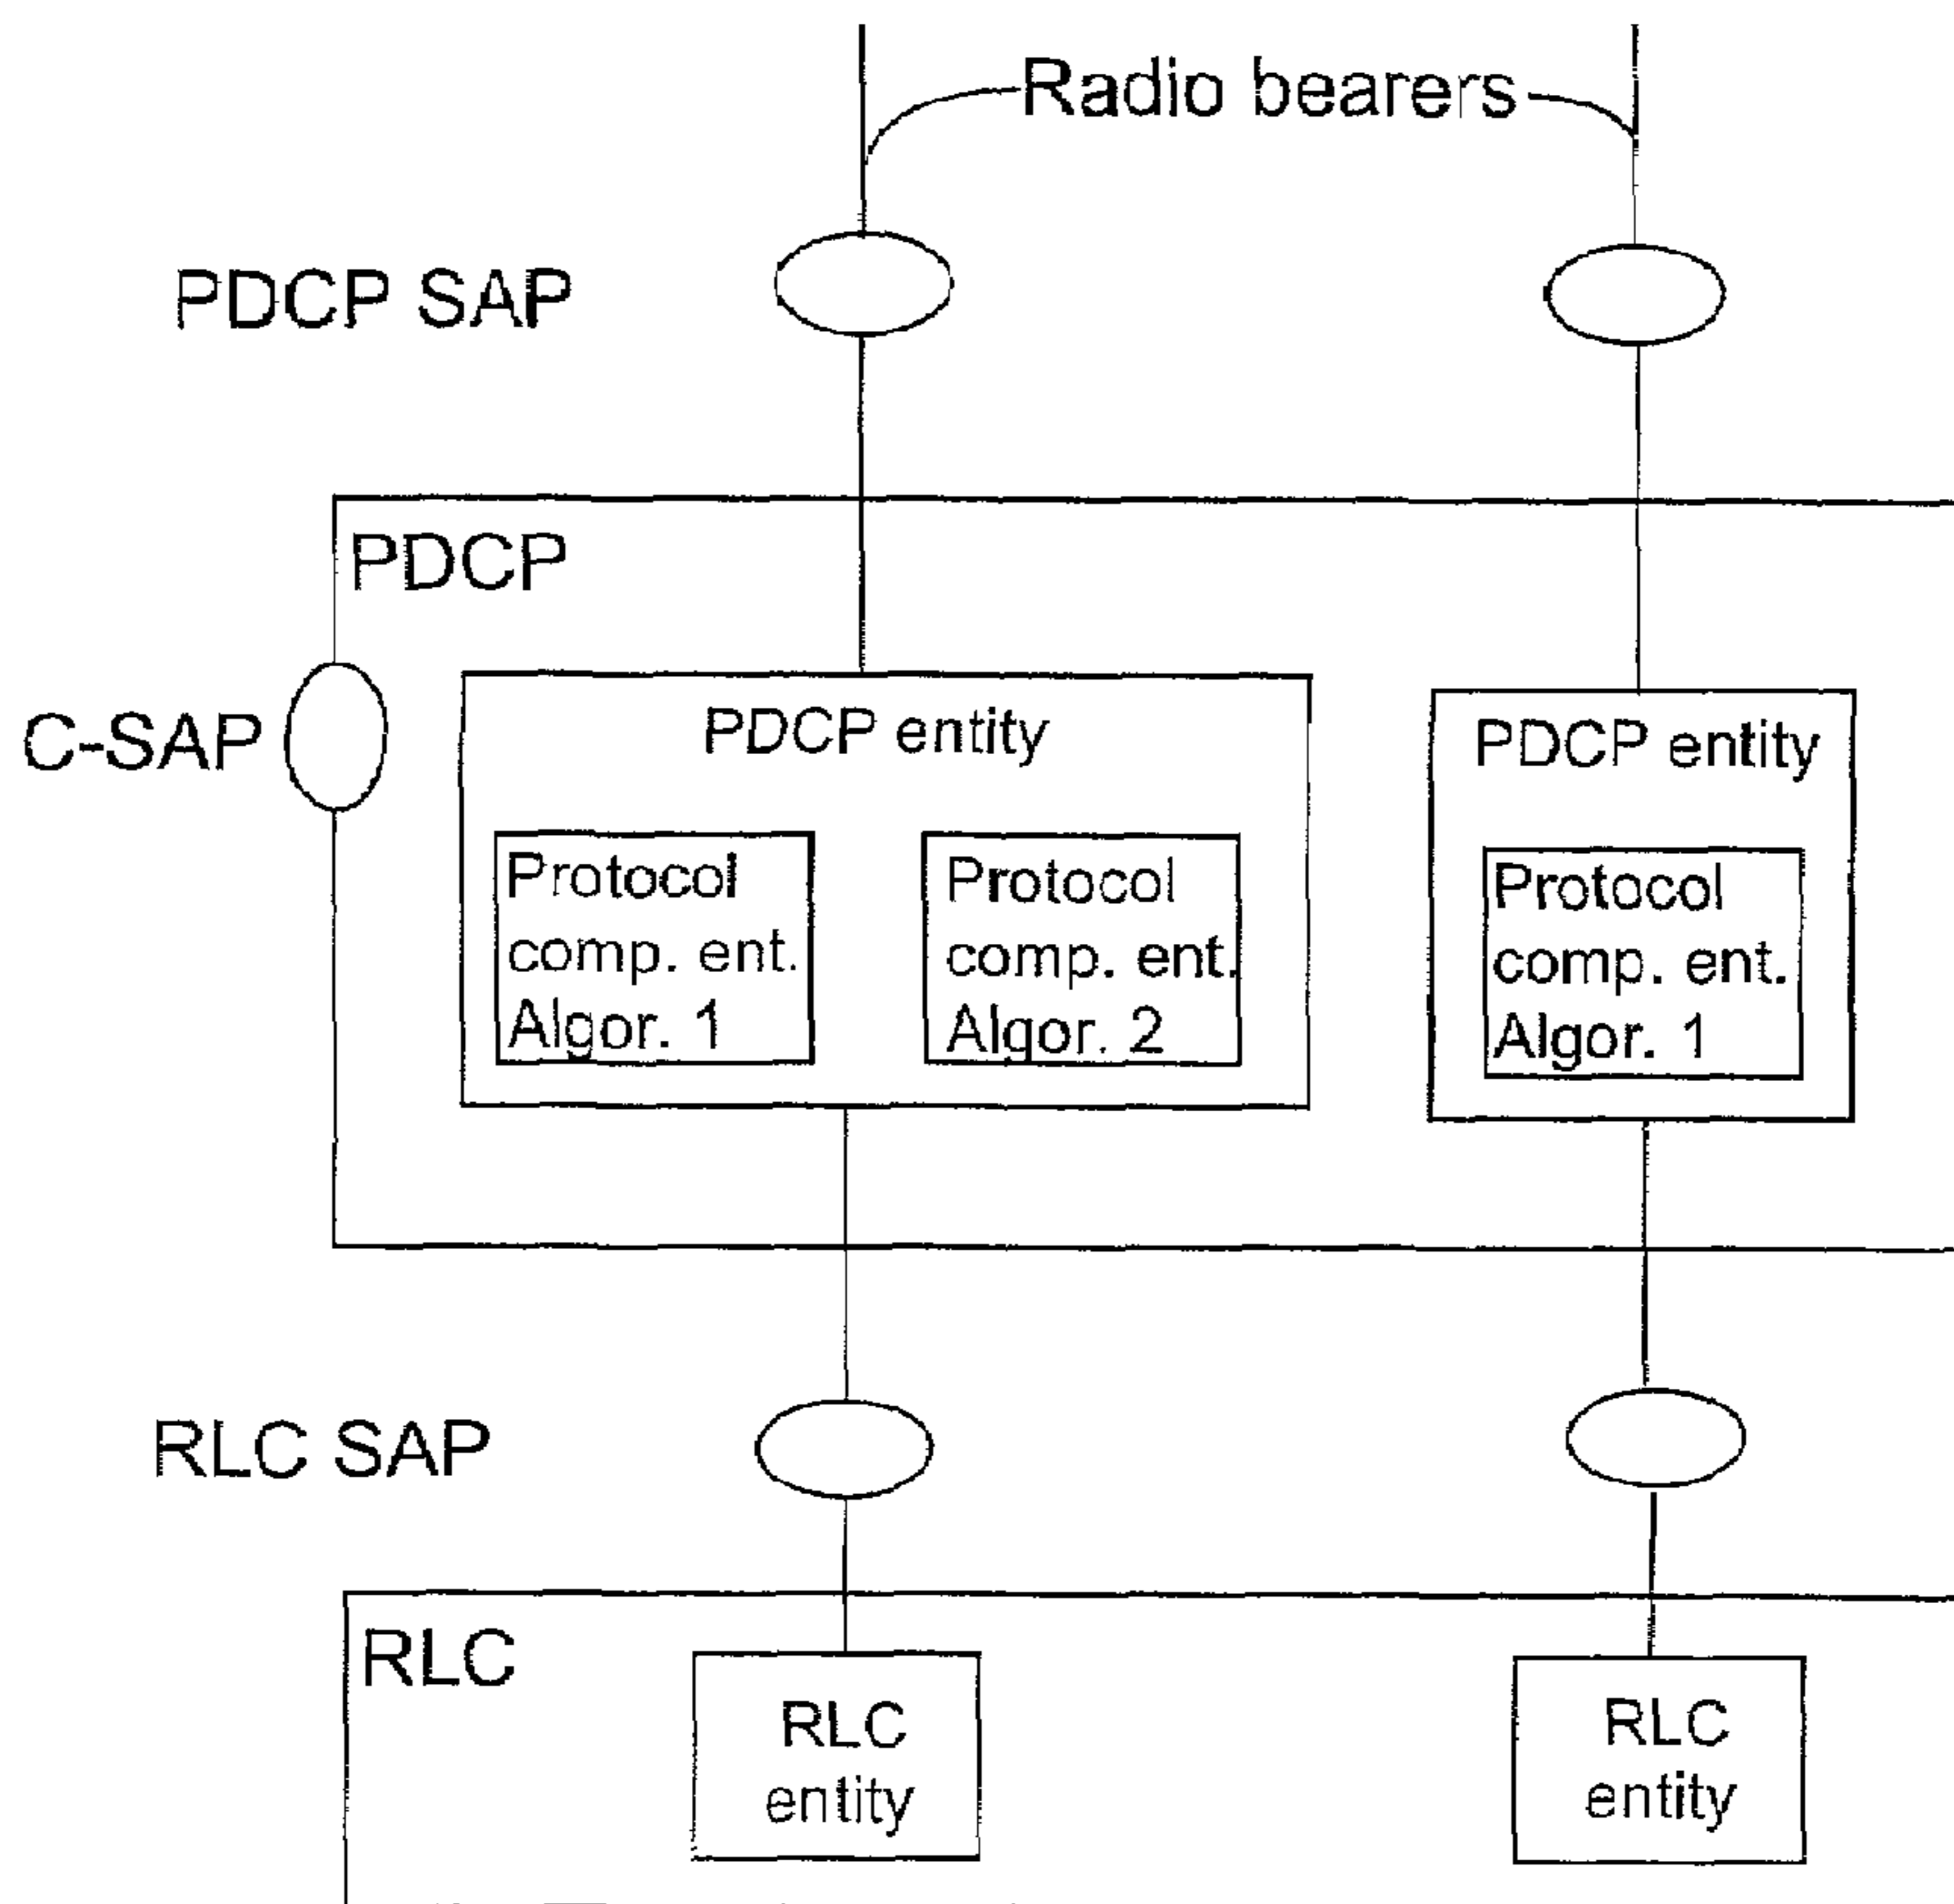 Radio bearers
PDCP SAP
PDCP
C-SAP
PDCP entity
PDCP entity
Protocol
comp. ent.
Algor. 1
Protocol
comp. ent.
Algor. 2
Protocol
comp. ent.
Algor. 1
RLC SAP
RLC
RLC
entity
RLC
entity